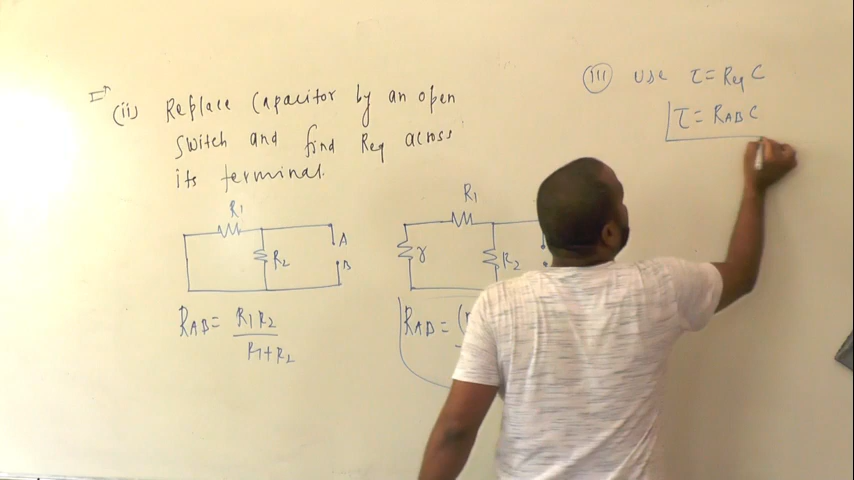 (ii) Replace Capacitor by an open
switch and find Req across
its terminal.
R1
R2
A
B
RAB = R1R2
R1+R2
R1
r
R2
RAB = (
(iii) Use τ = Req C
τ = RAB C